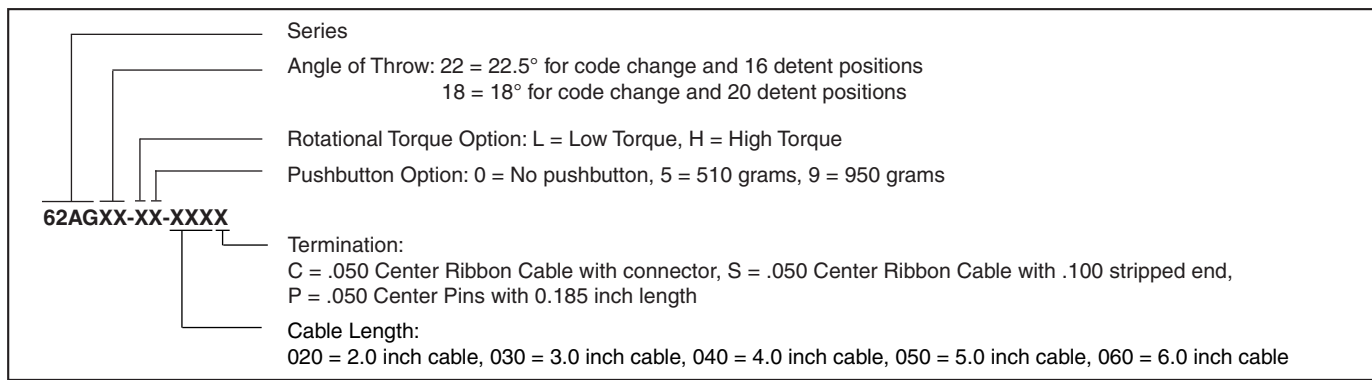 Series
Angle of Throw: 22 = 22.5° for code change and 16 detent positions
18 = 18° for code change and 20 detent positions
Rotational Torque Option: L = Low Torque, H = High Torque
Pushbutton Option: 0 = No pushbutton, 5 = 510 grams, 9 = 950 grams
62AGXX-XX-XXXX
Termination:
C = .050 Center Ribbon Cable with connector, S = .050 Center Ribbon Cable with .100 stripped end,
P = .050 Center Pins with 0.185 inch length
Cable Length:
020 = 2.0 inch cable, 030 = 3.0 inch cable, 040 = 4.0 inch cable, 050 = 5.0 inch cable, 060 = 6.0 inch cable